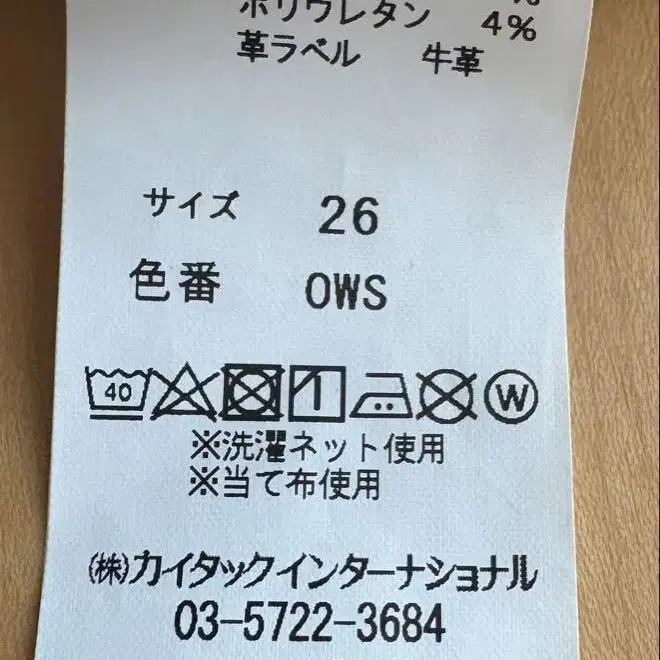 ポリウレタン 4%
革ラベル 牛革
サイズ 26
色番 OWS
40 W
※洗濯ネット使用
※当て布使用
(株)カイタックインターナショナル
03-5722-3684